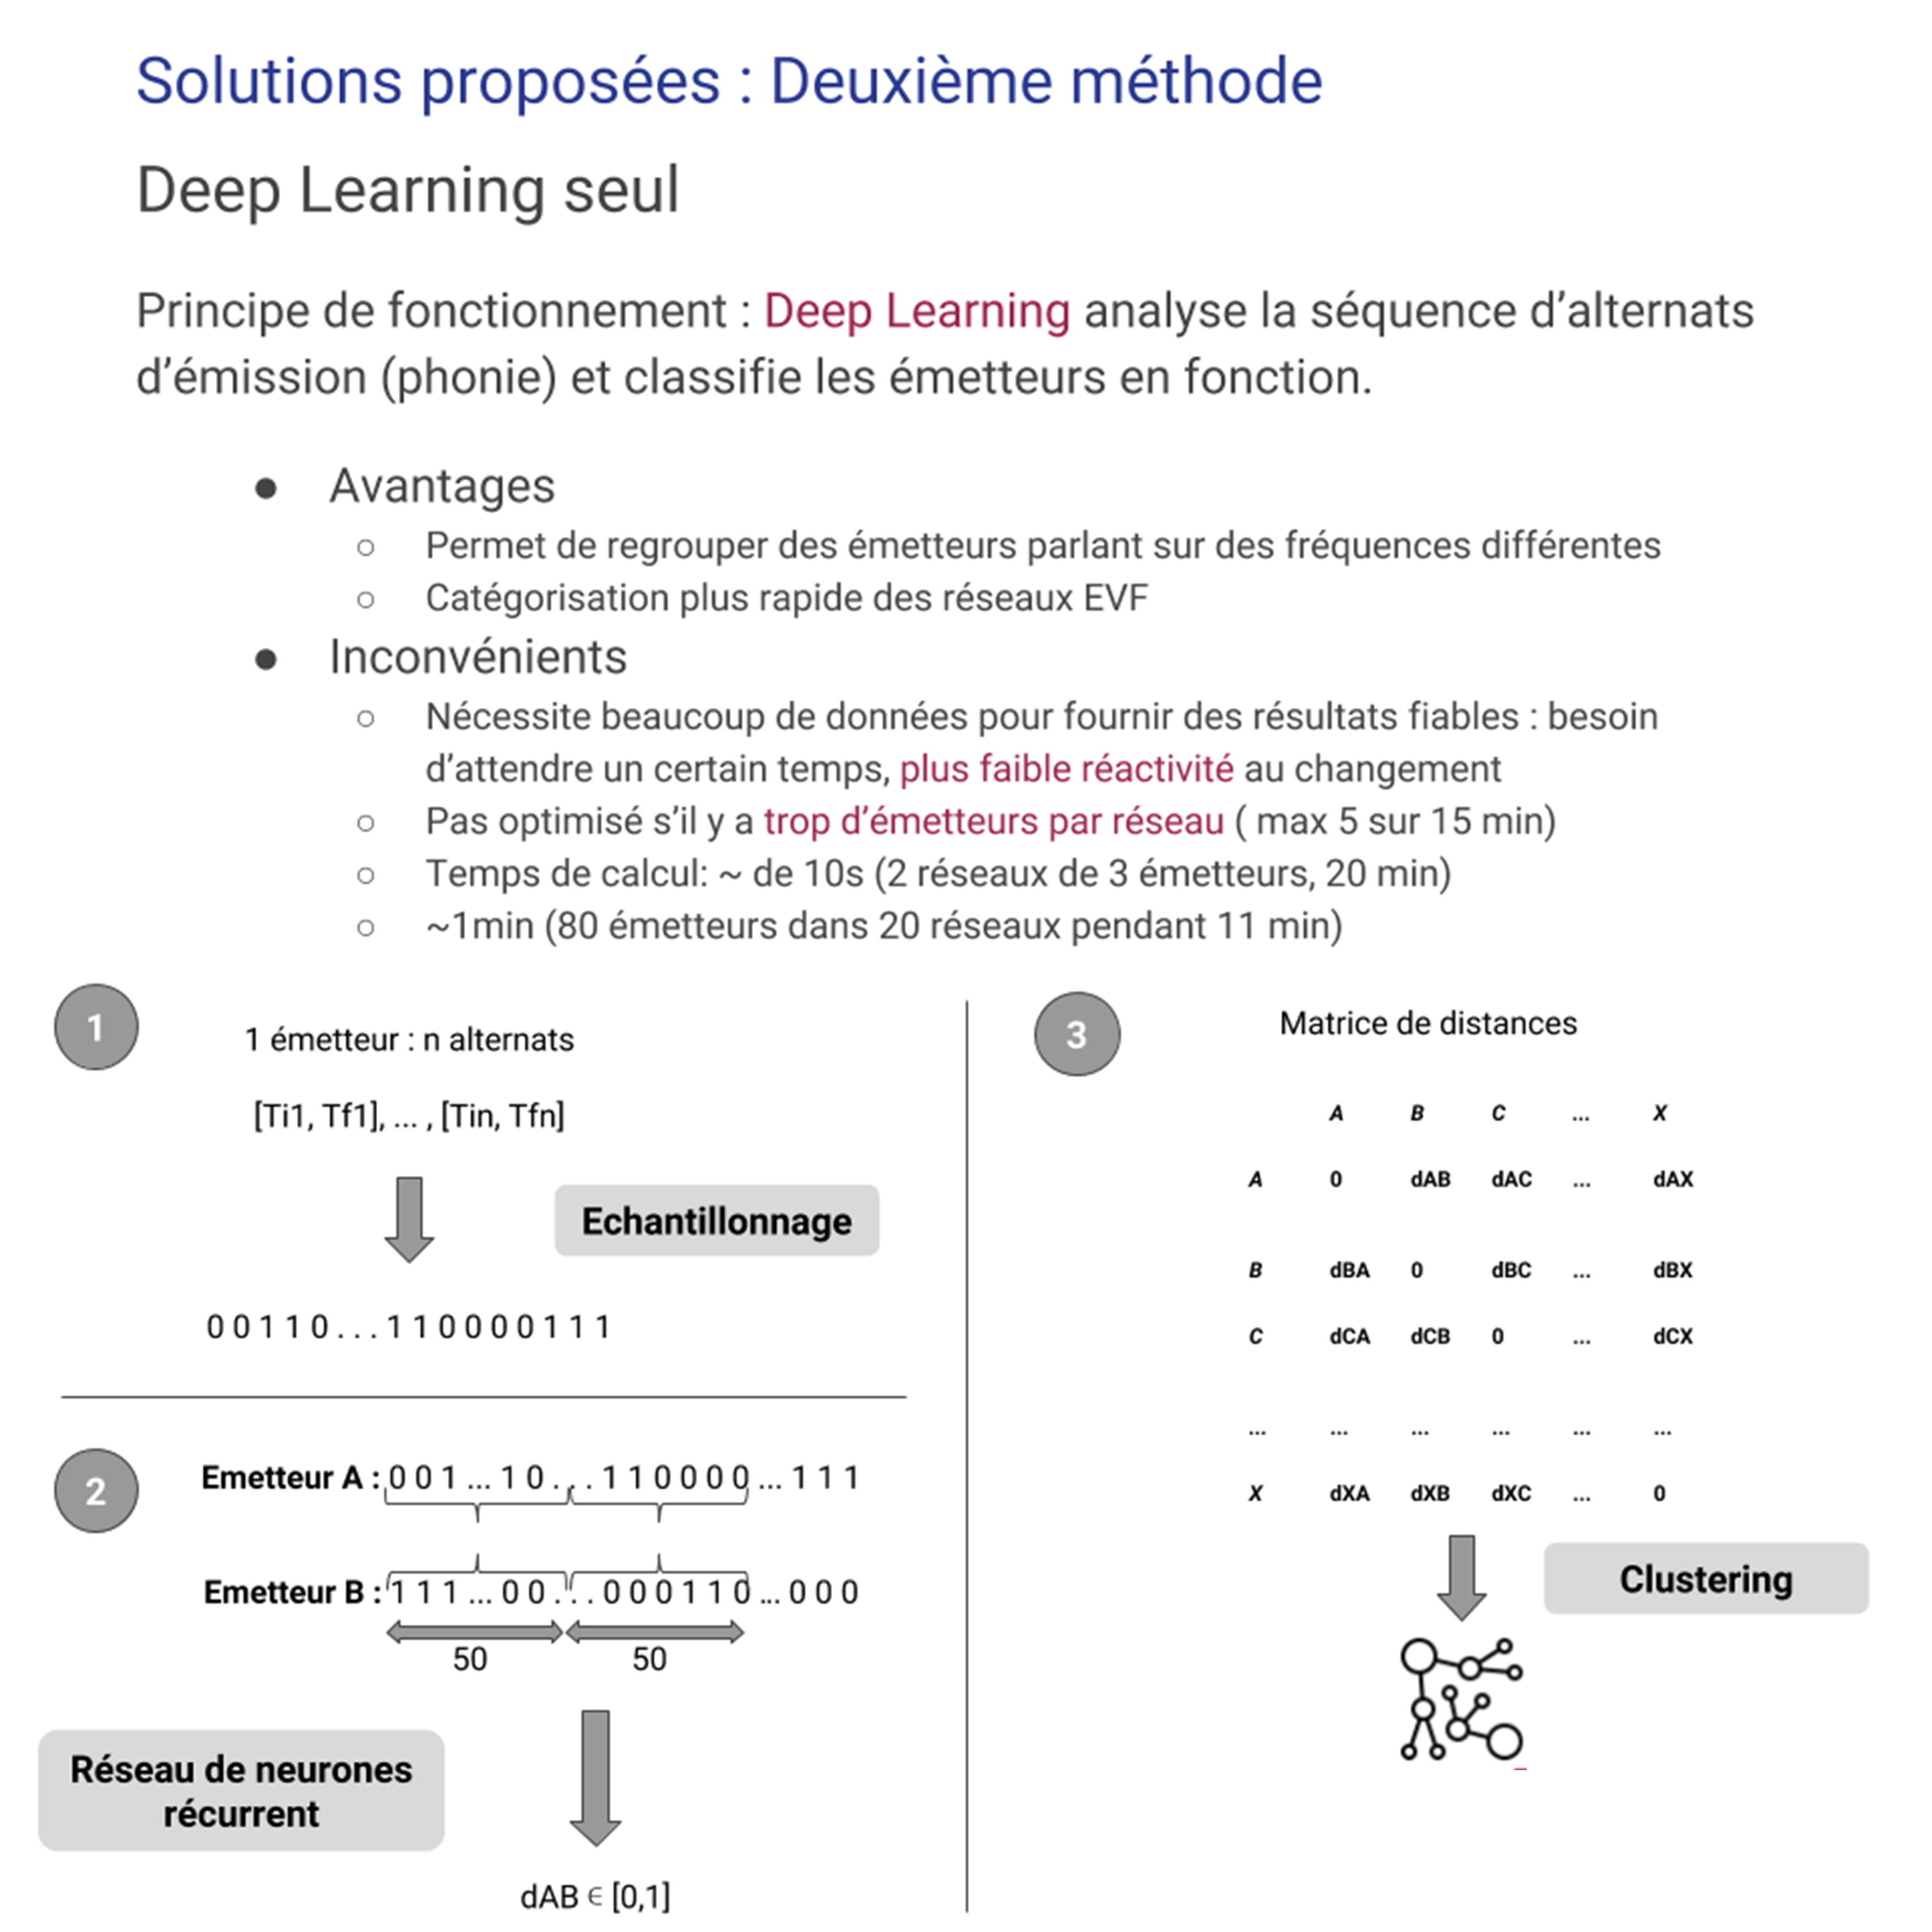 Solutions proposées : Deuxième méthode
Deep Learning seul
Principe de fonctionnement : Deep Learning analyse la séquence d’alternats
d’émission (phonie) et classifie les émetteurs en fonction.
● Avantages
○ Permet de regrouper des émetteurs parlant sur des fréquences différentes
○ Catégorisation plus rapide des réseaux EVF
● Inconvénients
○ Nécessite beaucoup de données pour fournir des résultats fiables : besoin
d’attendre un certain temps, plus faible réactivité au changement
○ Pas optimisé s’il y a trop d’émetteurs par réseau ( max 5 sur 15 min)
○ Temps de calcul: ~ de 10s (2 réseaux de 3 émetteurs, 20 min)
○ ~1min (80 émetteurs dans 20 réseaux pendant 11 min)
1
1 émetteur : n alternats
[Ti1, Tf1], ... , [Tin, Tfn]
Echantillonnage
0 0 1 1 0 . . . 1 1 0 0 0 0 1 1 1
2
Emetteur A : 0 0 1 ... 1 0 . . . 1 1 0 0 0 0 ... 1 1 1
Emetteur B : 1 1 1 ... 0 0 . . . 0 0 0 1 1 0 ... 0 0 0
50 50
Réseau de neurones
récurrent
dAB ∈ [0,1]
3
Matrice de distances
A B C ... X
A 0 dAB dAC ... dAX
B dBA 0 dBC ... dBX
C dCA dCB 0 ... dCX
... ... ... ... ... ...
X dXA dXB dXC ... 0
Clustering